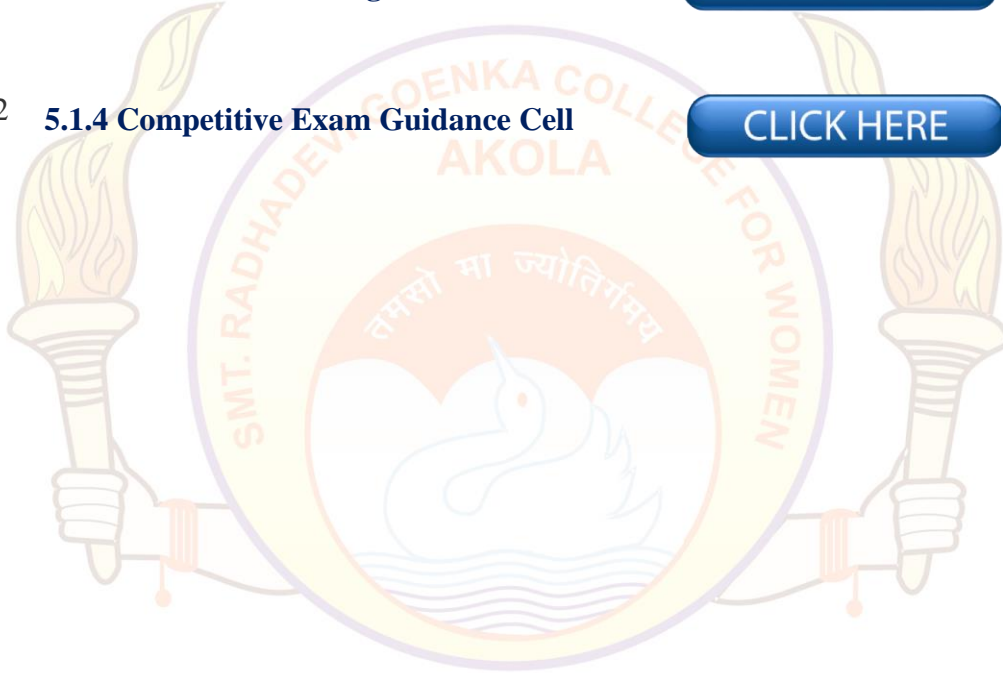 2 5.1.4 Competitive Exam Guidance Cell CLICK HERE
SMT. RADHADEVI GOENKA COLLEGE FOR WOMEN
AKOLA
तमसो मा ज्योतिर्गमय